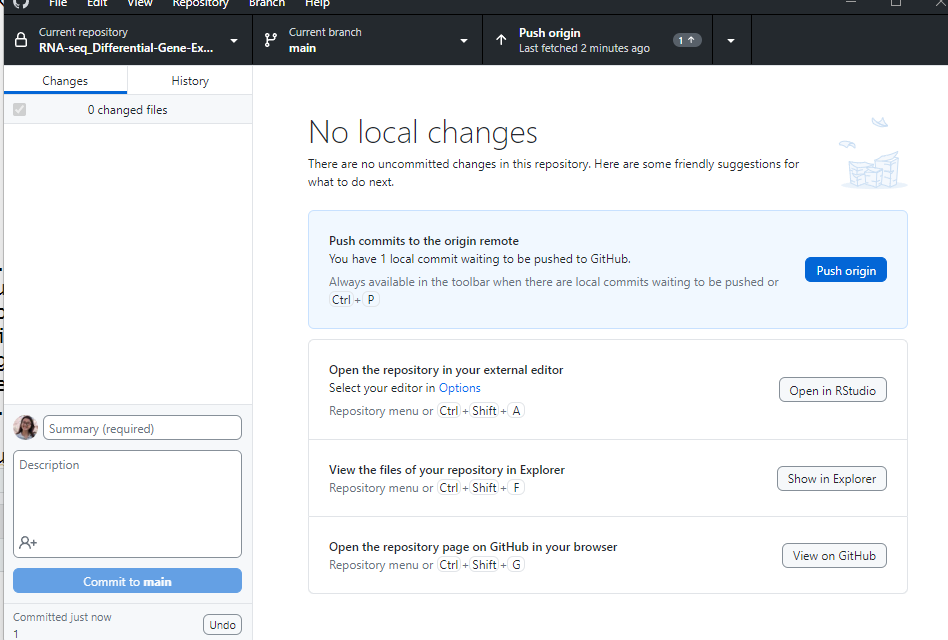 File Edit View Repository Branch Help
Current repository
RNA-seq_Differential-Gene-Ex...
Current branch
main
Push origin
Last fetched 2 minutes ago
1
Changes History
0 changed files
No local changes
There are no uncommitted changes in this repository. Here are some friendly suggestions for
what to do next.
Push commits to the origin remote
You have 1 local commit waiting to be pushed to GitHub.
Always available in the toolbar when there are local commits waiting to be pushed or
Ctrl + P
Push origin
Open the repository in your external editor
Select your editor in Options
Repository menu or Ctrl + Shift + A
Open in RStudio
View the files of your repository in Explorer
Repository menu or Ctrl + Shift + F
Show in Explorer
Open the repository page on GitHub in your browser
Repository menu or Ctrl + Shift + G
View on GitHub
Summary (required)
Description
Commit to main
Committed just now
1
Undo